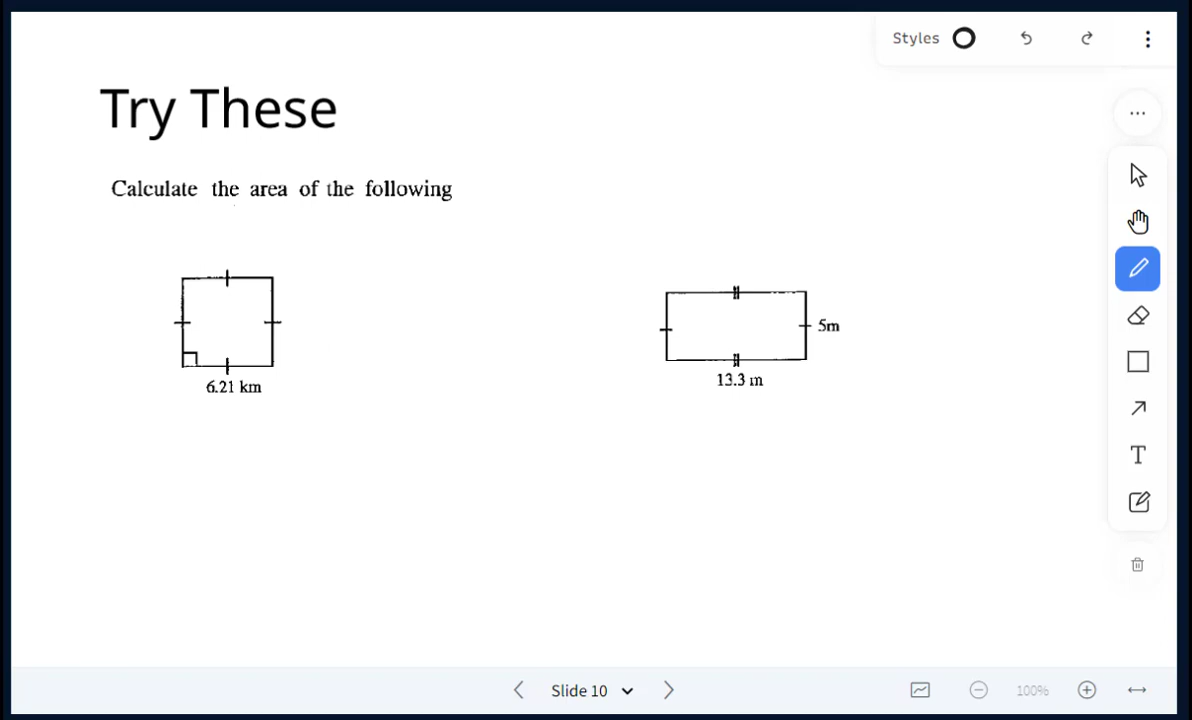 Styles
Try These
Calculate the area of the following
6.21 km
5m
13.3 m
T
Slide 10
100%